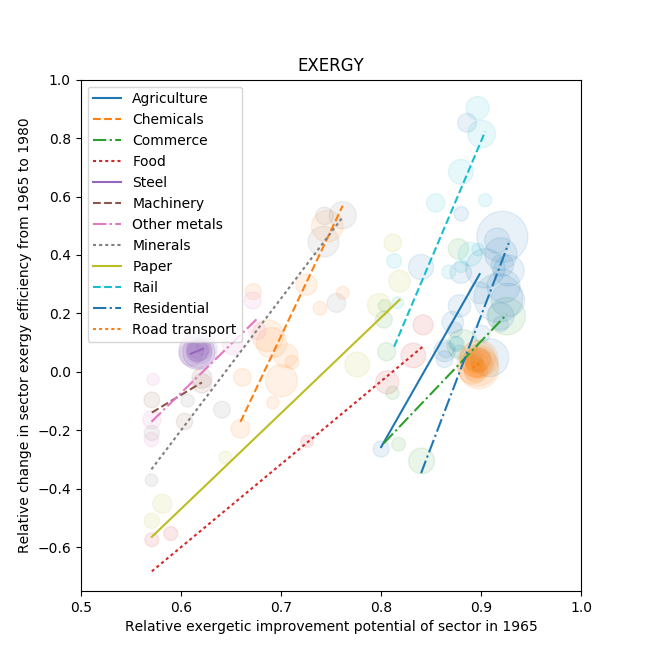 EXERGY
Relative change in sector exergy efficiency from 1965 to 1980
1.0
0.8
0.6
0.4
0.2
0.0
−0.2
−0.4
−0.6
Agriculture
Chemicals
Commerce
Food
Steel
Machinery
Other metals
Minerals
Paper
Rail
Residential
Road transport
0.5 0.6 0.7 0.8 0.9 1.0
Relative exergetic improvement potential of sector in 1965